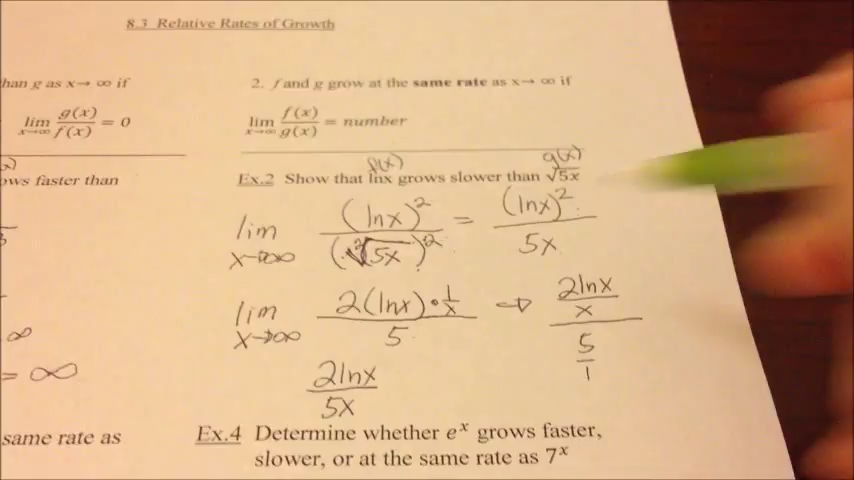 8.3 Relative Rates of Growth
han g as x→ ∞ if
lim x→∞ g(x)/f(x) = 0
ows faster than
∞
= ∞
same rate as
2. f and g grow at the same rate as x→ ∞ if
lim x→∞ f(x)/g(x) = number
f(x) g(x)
Ex.2 Show that lnx grows slower than √5x
lim x→∞ (lnx)²/(²√5x)² = (lnx)²/5x
lim x→∞ 2(lnx)·1/x / 5 → 2lnx/x / 5/1
2lnx/5x
Ex.4 Determine whether eˣ grows faster,
slower, or at the same rate as 7ˣ